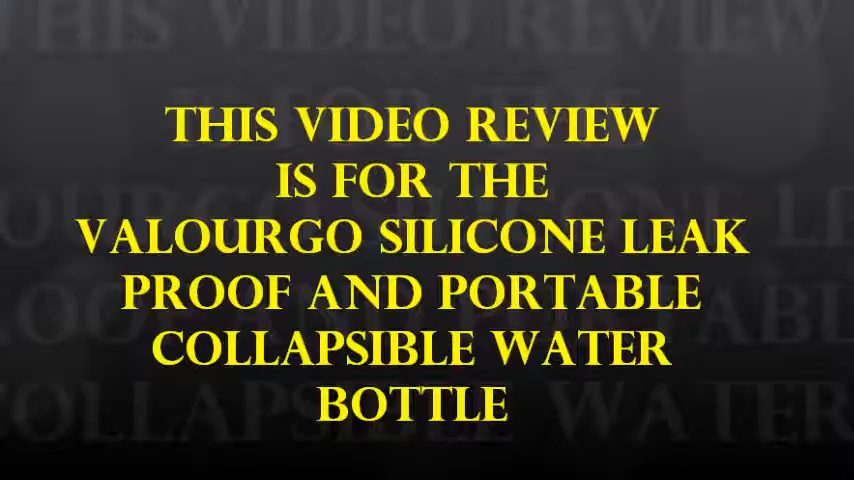 THIS VIDEO REVIEW
IS FOR THE
VALOURGO SILICONE LEAK
PROOF AND PORTABLE
COLLAPSIBLE WATER
BOTTLE